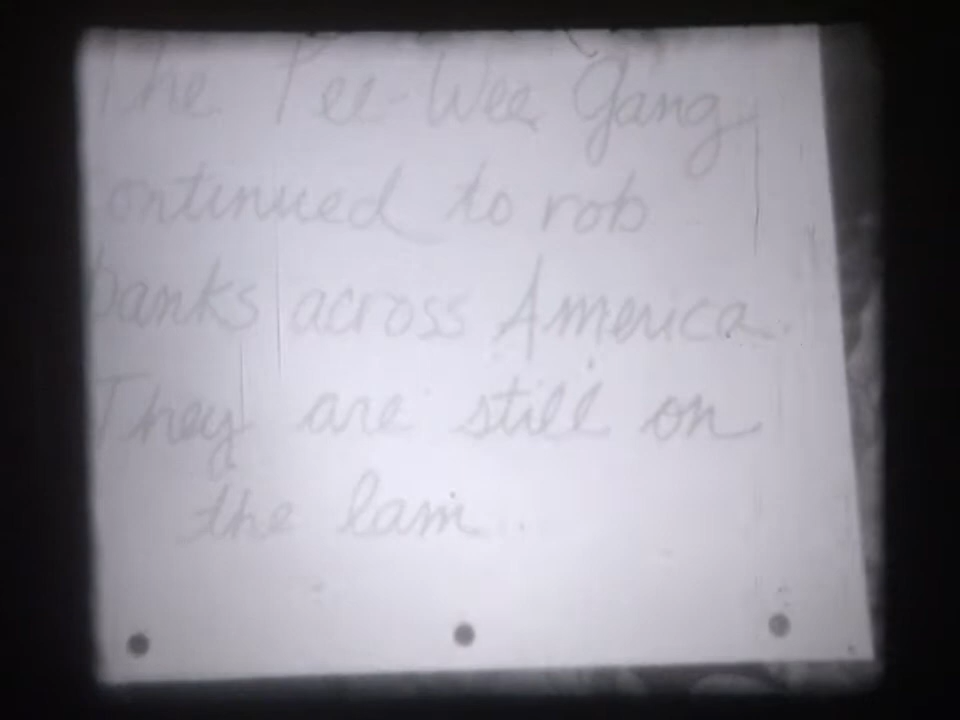 The Pee-Wee Gang
ontinued to rob
banks across America.
They are still on
the lam.